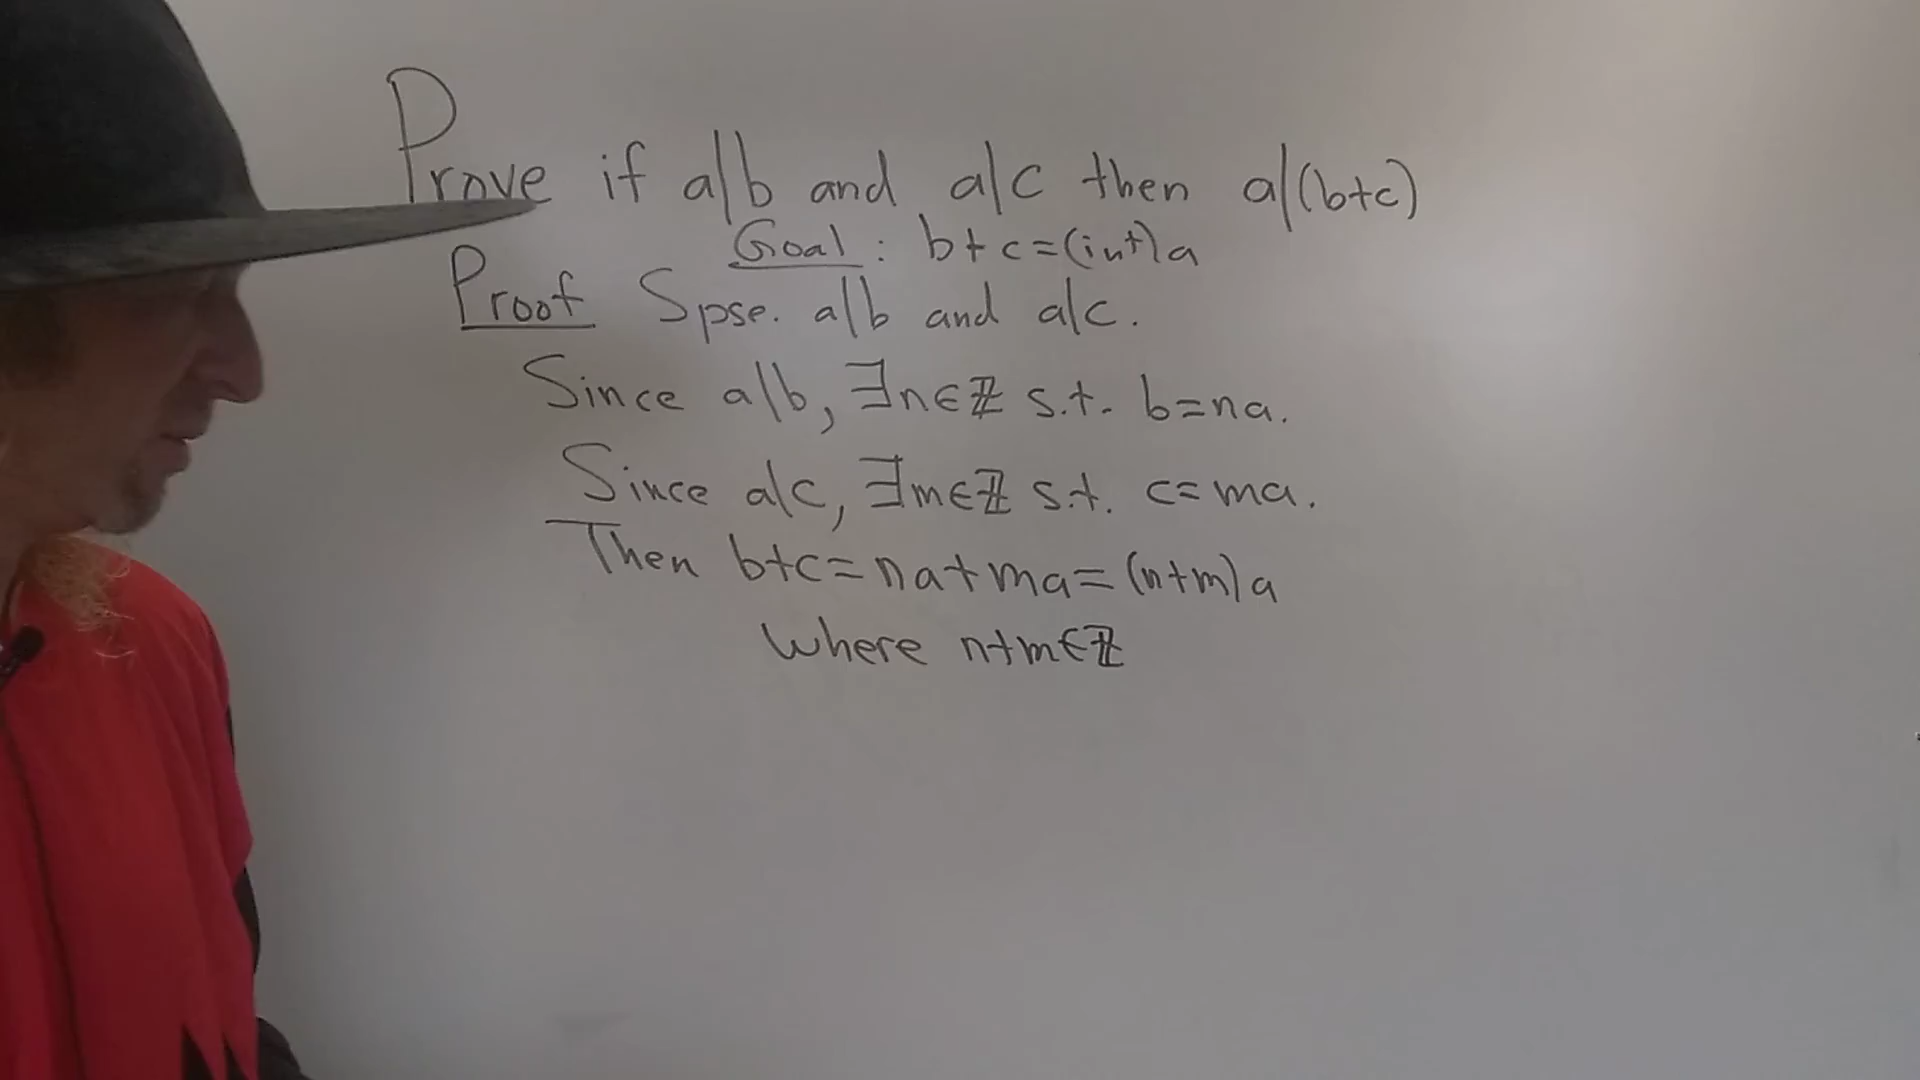 Prove if a|b and a|c then a|(b+c)
Goal: b+c=(int)a
Proof Spse. a|b and a|c.
Since a|b, ∃n∈ℤ s.t. b=na.
Since a|c, ∃m∈ℤ s.t. c=ma.
Then b+c=na+ma=(n+m)a
where n+m∈ℤ